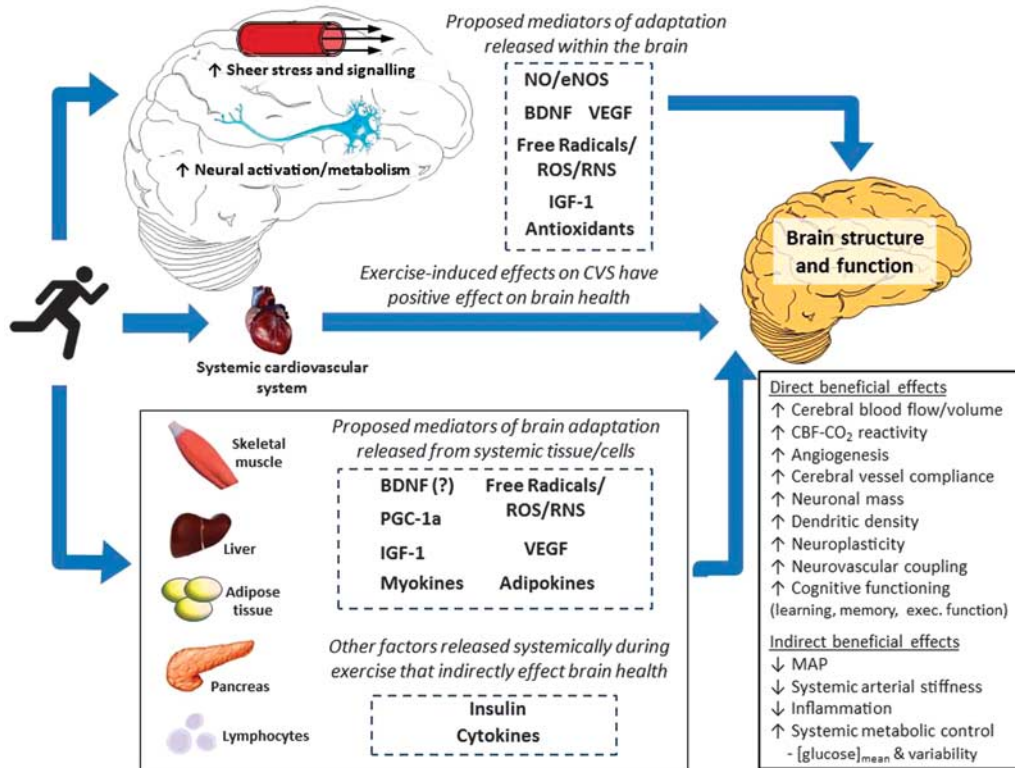 Proposed mediators of adaptation
released within the brain
↑ Sheer stress and signalling
↑ Neural activation/metabolism
NO/eNOS
BDNF VEGF
Free Radicals/
ROS/RNS
IGF-1
Antioxidants
Brain structure
and function
Exercise-induced effects on CVS have
positive effect on brain health
Systemic cardiovascular
system
Skeletal
muscle
Liver
Adipose
tissue
Pancreas
Lymphocytes
Proposed mediators of brain adaptation
released from systemic tissue/cells
BDNF (?) Free Radicals/
ROS/RNS
PGC-1a
IGF-1 VEGF
Myokines Adipokines
Other factors released systemically during
exercise that indirectly effect brain health
Insulin
Cytokines
Direct beneficial effects
↑ Cerebral blood flow/volume
↑ CBF-CO₂ reactivity
↑ Angiogenesis
↑ Cerebral vessel compliance
↑ Neuronal mass
↑ Dendritic density
↑ Neuroplasticity
↑ Neurovascular coupling
↑ Cognitive functioning
(learning, memory, exec. function)
Indirect beneficial effects
↓ MAP
↓ Systemic arterial stiffness
↓ Inflammation
↑ Systemic metabolic control
- [glucose]mean & variability